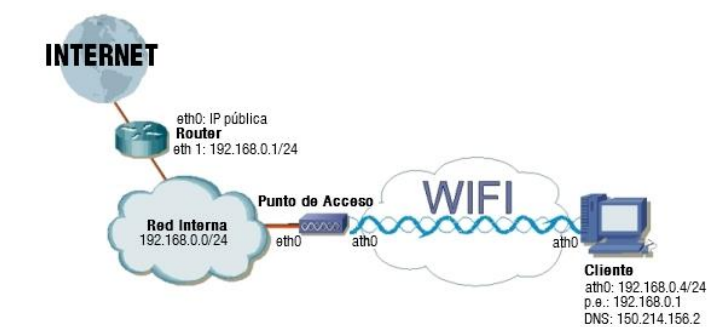 INTERNET
eth0: IP pública
Router
eth 1: 192.168.0.1/24
Red Interna
192.168.0.0/24
Punto de Acceso
eth0
ath0
WIFI
ath0
Cliente
ath0: 192.168.0.4/24
p.e.: 192.168.0.1
DNS: 150.214.156.2